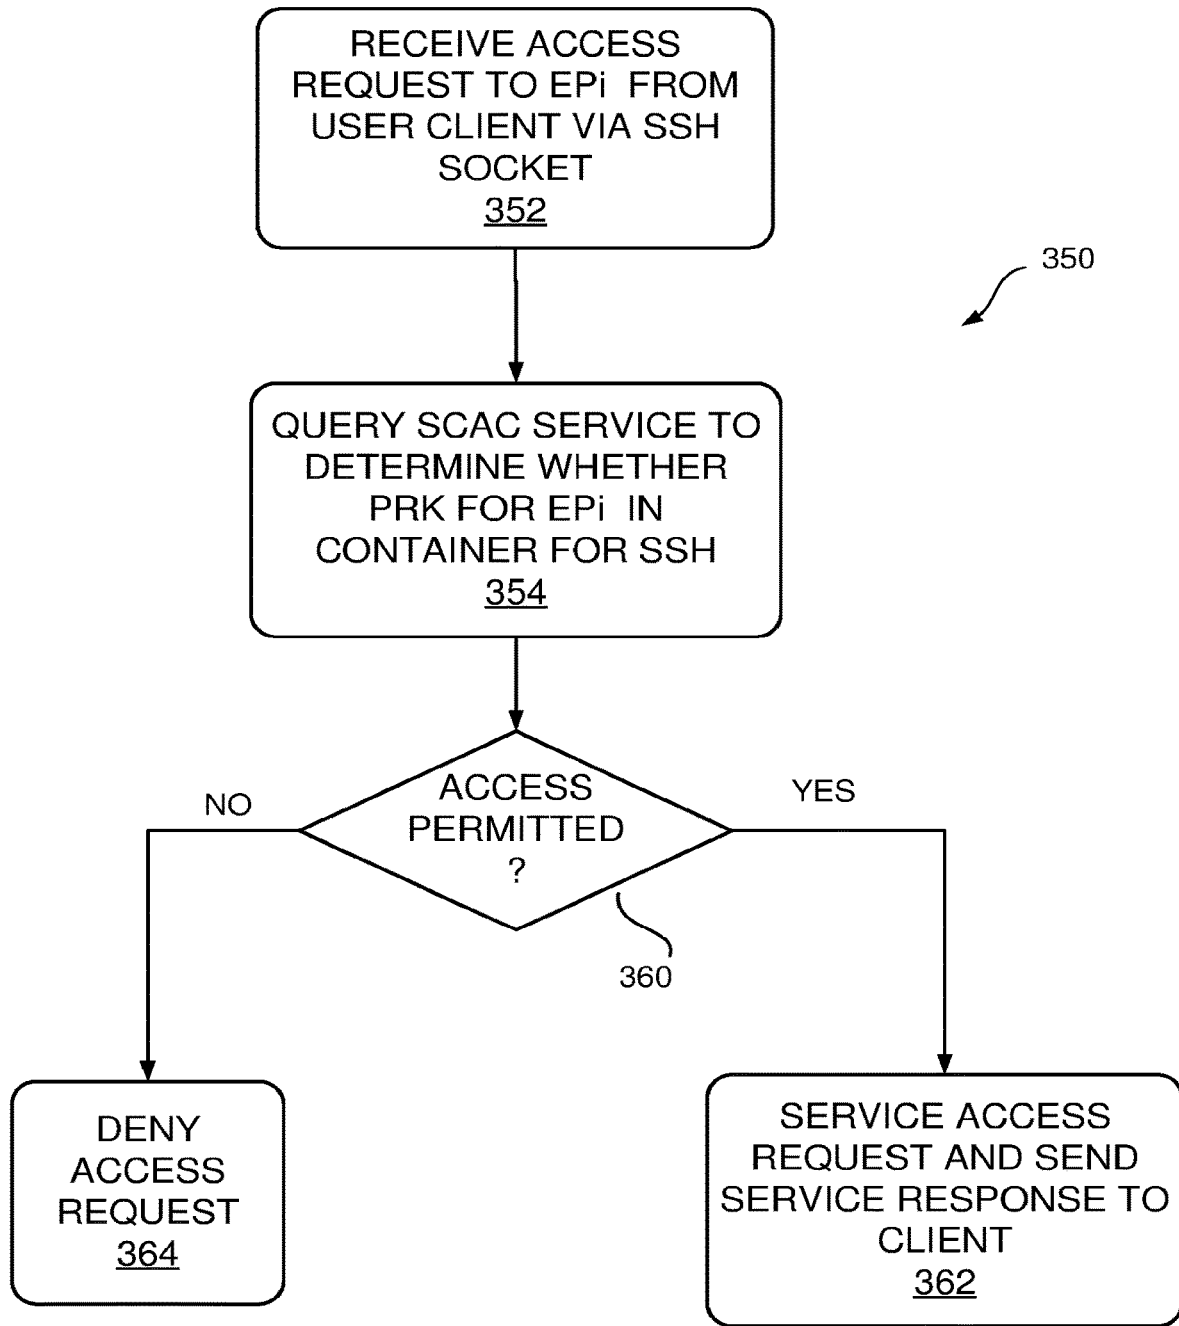 RECEIVE ACCESS
REQUEST TO EPi FROM
USER CLIENT VIA SSH
SOCKET
352
350
QUERY SCAC SERVICE TO
DETERMINE WHETHER
PRK FOR EPi IN
CONTAINER FOR SSH
354
ACCESS
PERMITTED
?
NO
YES
360
DENY
ACCESS
REQUEST
364
SERVICE ACCESS
REQUEST AND SEND
SERVICE RESPONSE TO
CLIENT
362